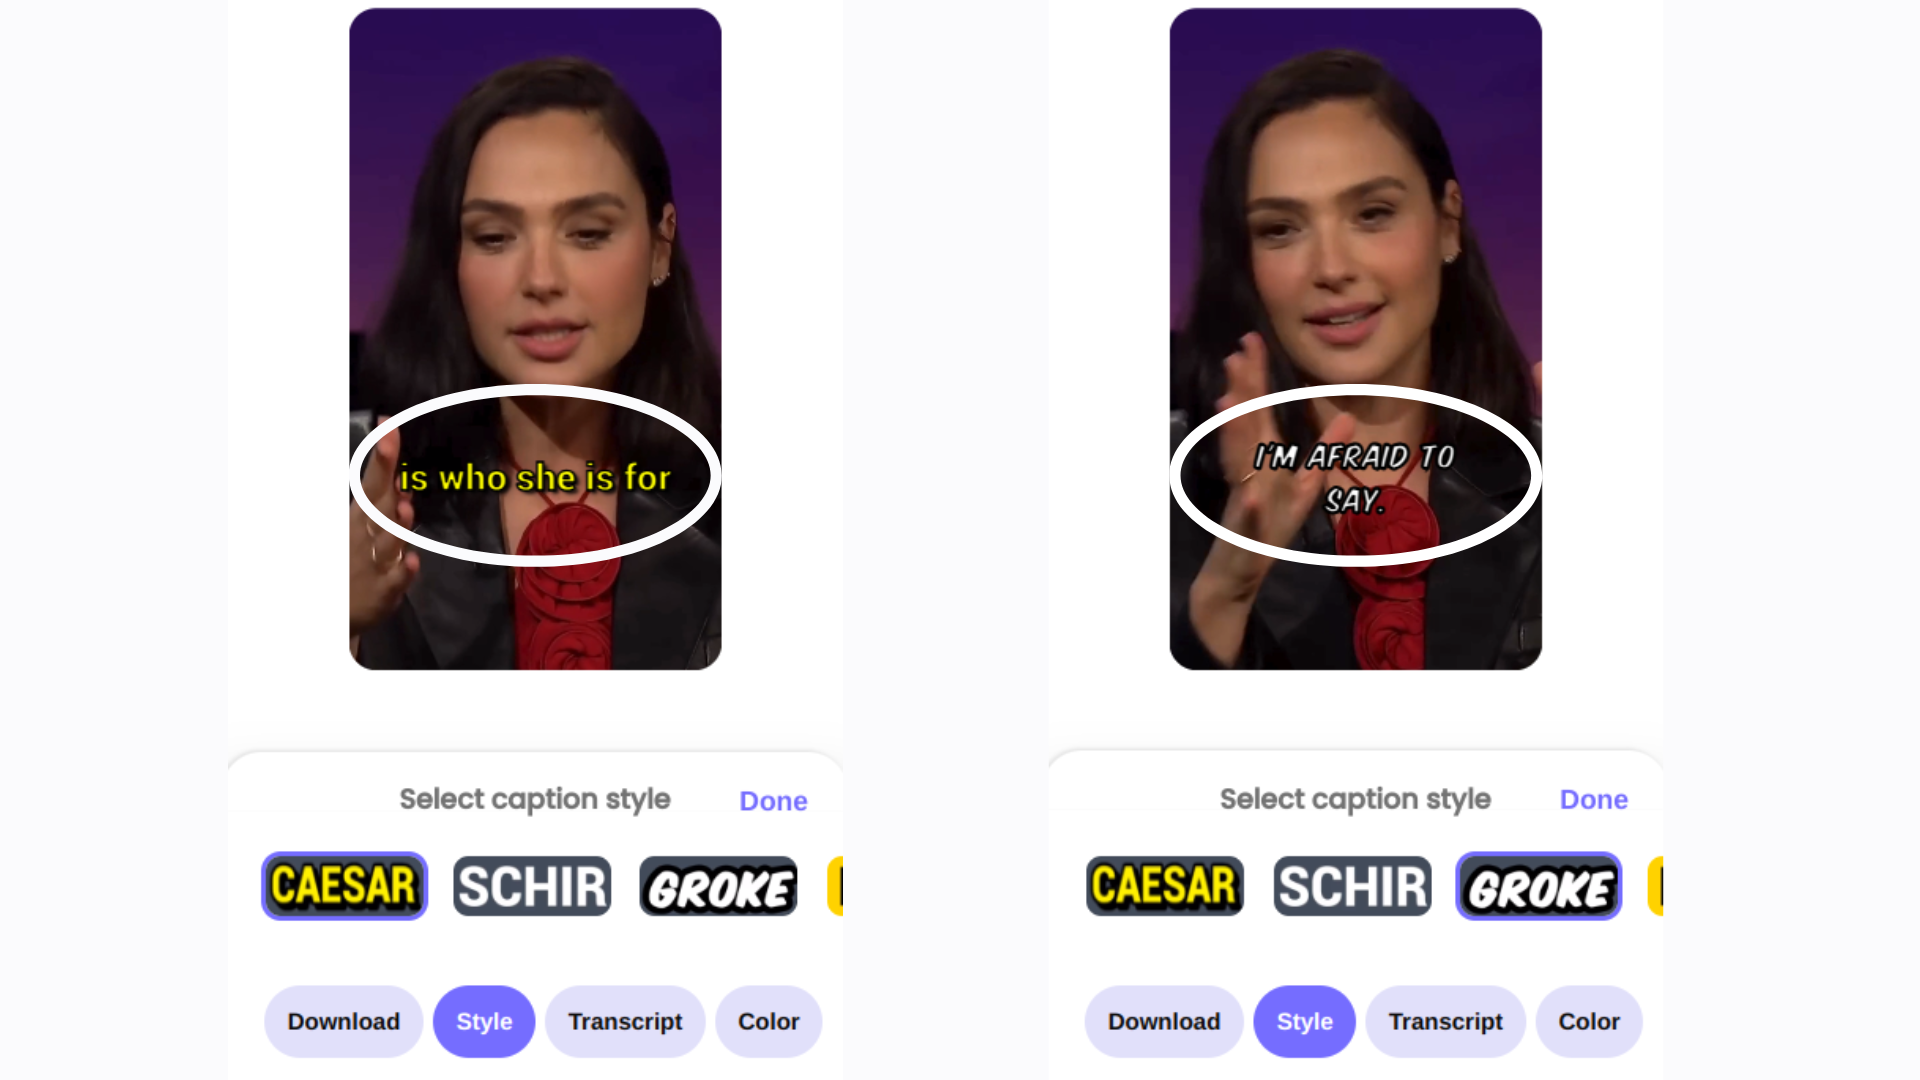 is who she is for
Select caption style
Done
CAESAR
SCHIR
GROKE
Download
Style
Transcript
Color
I'M AFRAID TO
SAY.
Select caption style
Done
CAESAR
SCHIR
GROKE
Download
Style
Transcript
Color